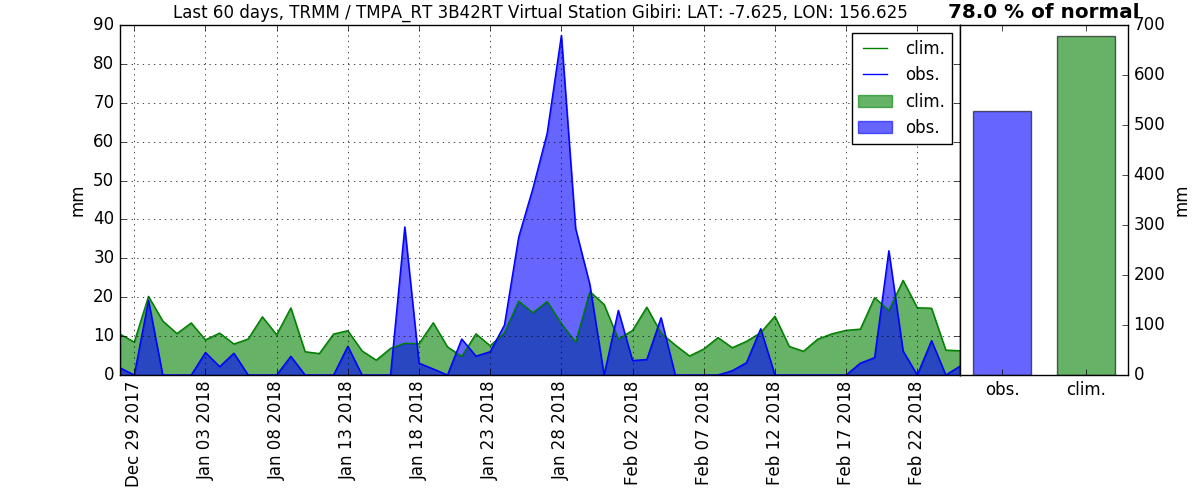 Last 60 days, TRMM / TMPA_RT 3B42RT Virtual Station Gibiri: LAT: -7.625, LON: 156.625
78.0 % of normal
90
80
70
60
50
40
30
20
10
0
mm
clim.
obs.
clim.
obs.
Dec 29 2017
Jan 03 2018
Jan 08 2018
Jan 13 2018
Jan 18 2018
Jan 23 2018
Jan 28 2018
Feb 02 2018
Feb 07 2018
Feb 12 2018
Feb 17 2018
Feb 22 2018
700
600
500
400
300
200
100
0
mm
obs.
clim.